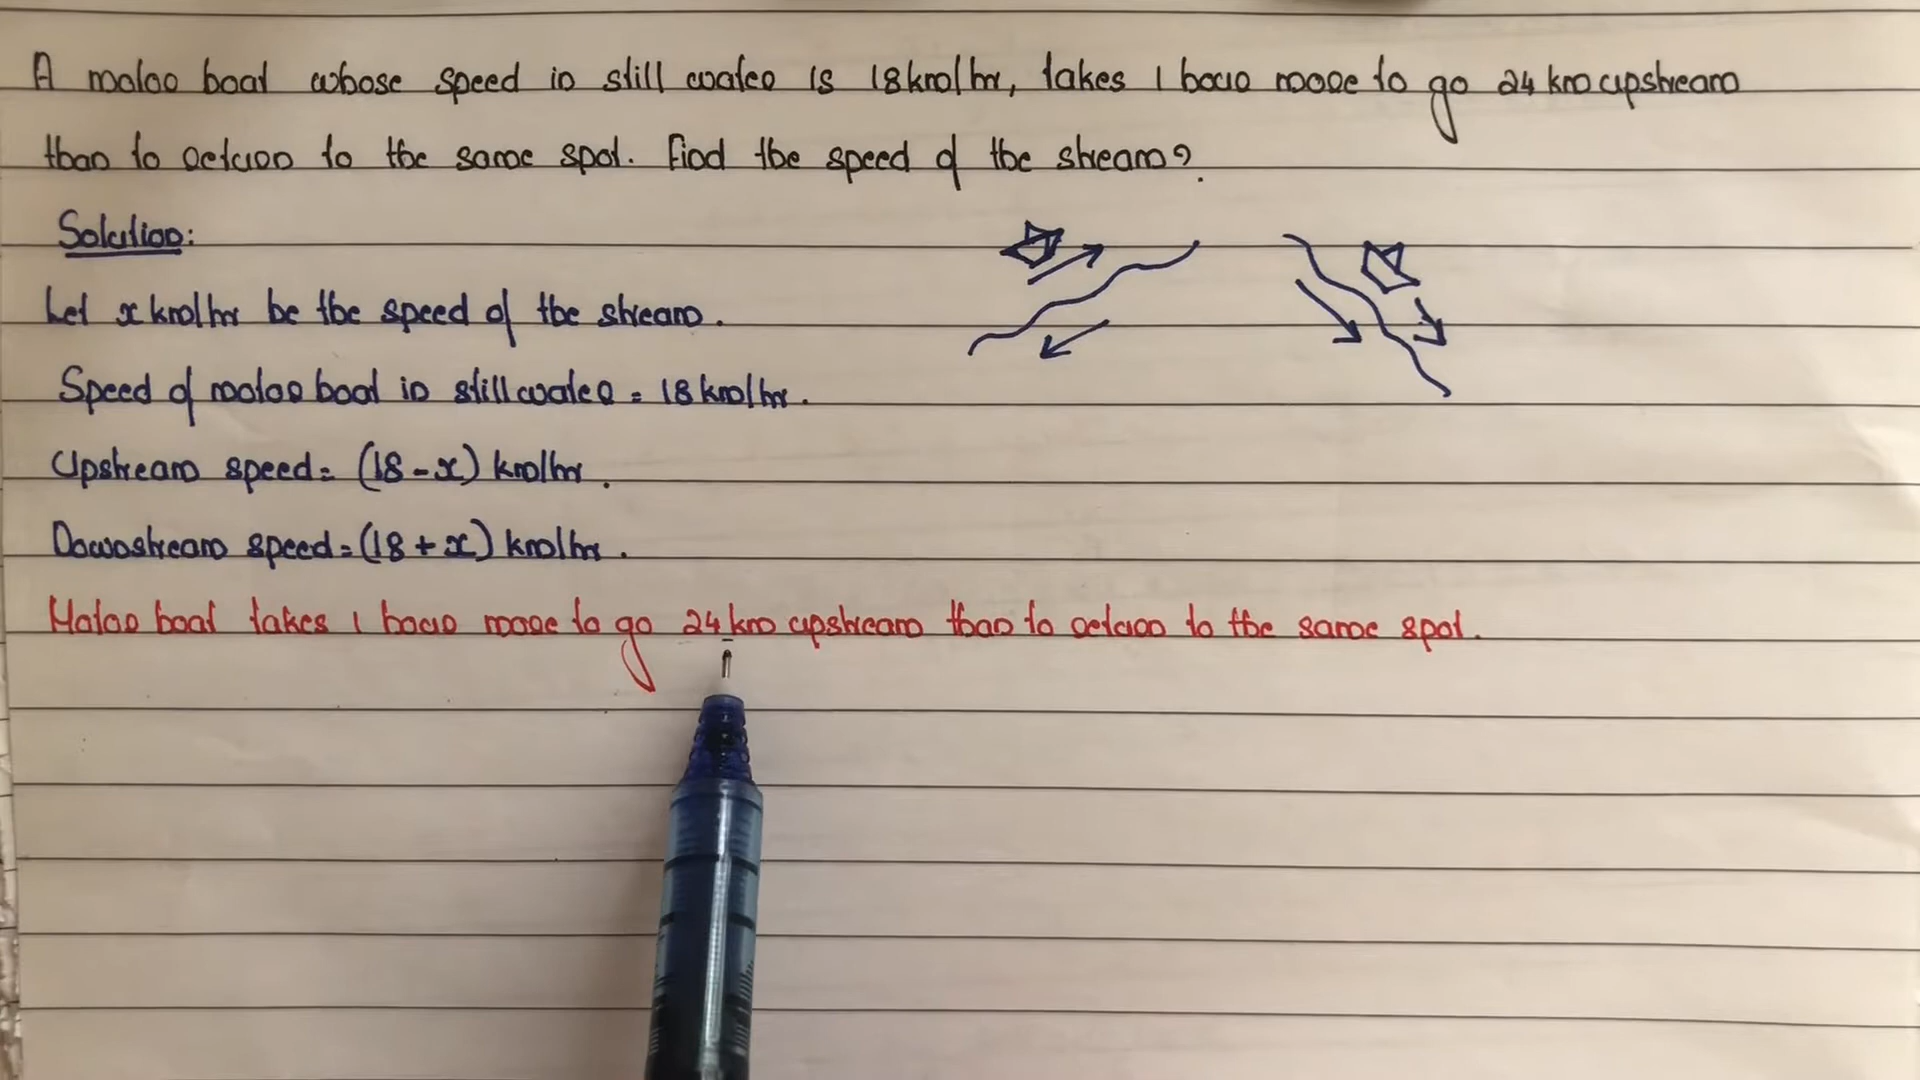 A motor boat whose speed in still water is 18km/hr, takes 1 hour more to go 24 km upstream
than to return to the same spot. Find the speed of the stream?
Solution:
Let x km/hr be the speed of the stream.
Speed of motor boat in still water = 18 km/hr.
Upstream speed = (18 - x) km/hr.
Downstream speed = (18 + x) km/hr.
Motor boat takes 1 hour more to go 24 km upstream than to return to the same spot.